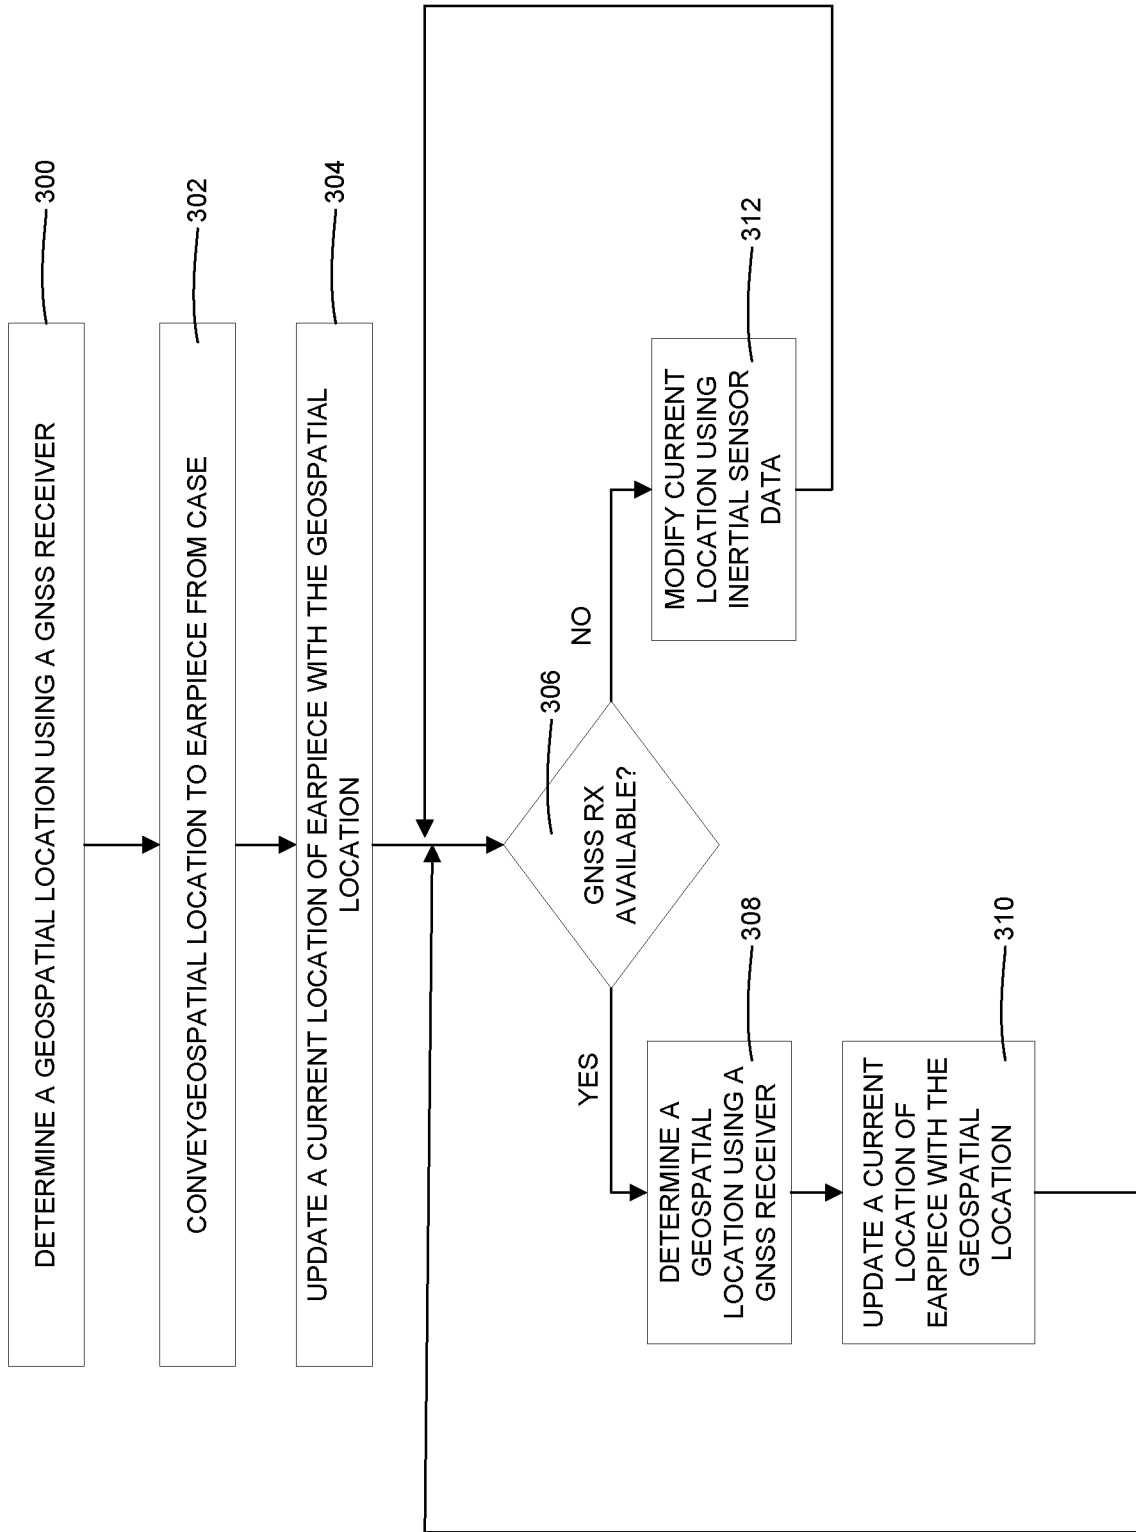 DETERMINE A GEOSPATIAL LOCATION USING A GNSS RECEIVER
300
CONVEYGEOSPATIAL LOCATION TO EARPIECE FROM CASE
302
UPDATE A CURRENT LOCATION OF EARPIECE WITH THE GEOSPATIAL
LOCATION
304
GNSS RX
AVAILABLE?
306
YES
NO
DETERMINE A
GEOSPATIAL
LOCATION USING A
GNSS RECEIVER
308
MODIFY CURRENT
LOCATION USING
INERTIAL SENSOR
DATA
312
UPDATE A CURRENT
LOCATION OF
EARPIECE WITH THE
GEOSPATIAL
LOCATION
310